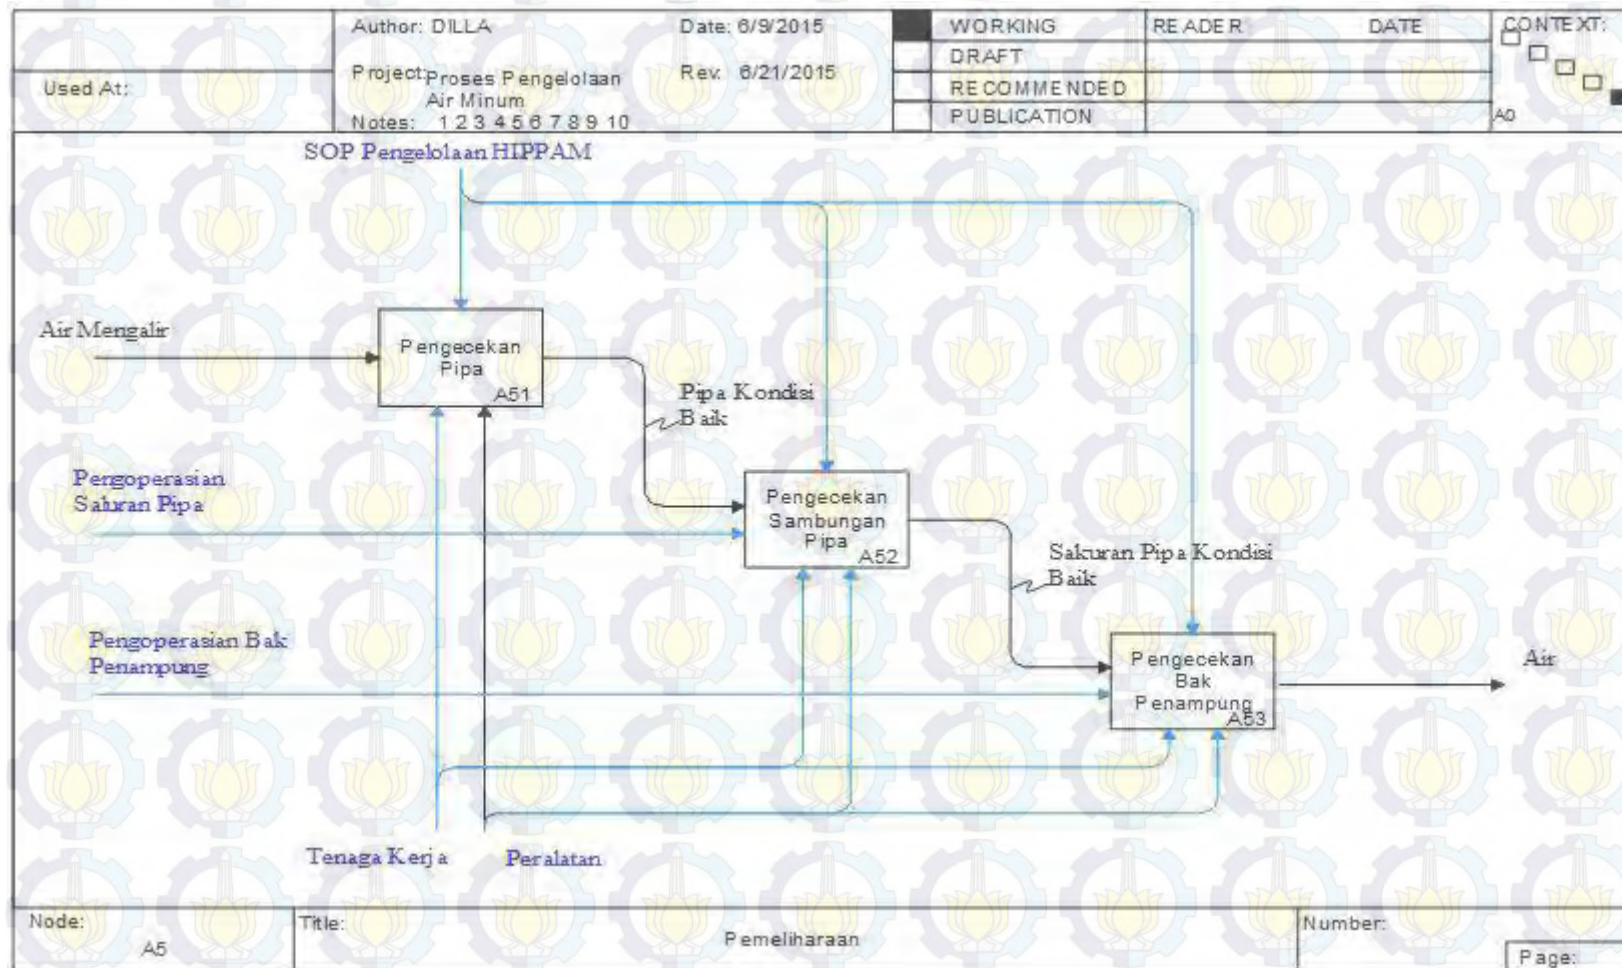 Used At:
Author: DILLA
Date: 6/9/2015
Project: Proses Pengelolaan
Air Minum
Rev: 6/21/2015
Notes: 1 2 3 4 5 6 7 8 9 10
WORKING
DRAFT
RECOMMENDED
PUBLICATION
READER
DATE
CONTEXT:
A0
SOP Pengelolaan HIPPAM
Air Mengalir
Pengecekan
Pipa
A51
Pipa Kondisi
Baik
Pengoperasian
Saluran Pipa
Pengecekan
Sambungan
Pipa
A52
Sakuran Pipa Kondisi
Baik
Pengoperasian Bak
Penampung
Pengecekan
Bak
Penampung
A53
Air
Tenaga Kerja
Peralatan
Node:
A5
Title:
Pemeliharaan
Number:
Page: